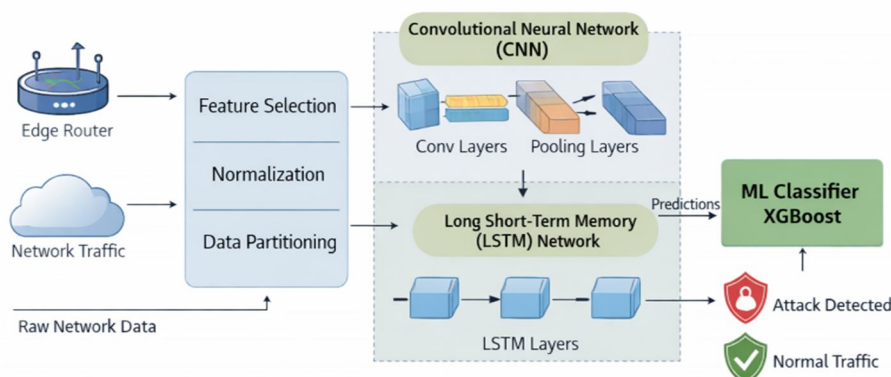 Convolutional Neural Network
(CNN)
Edge Router
Feature Selection
Conv Layers
Pooling Layers
Normalization
Network Traffic
Data Partitioning
Long Short-Term Memory
(LSTM) Network
Predictions
ML Classifier
XGBoost
Raw Network Data
LSTM Layers
Attack Detected
Normal Traffic